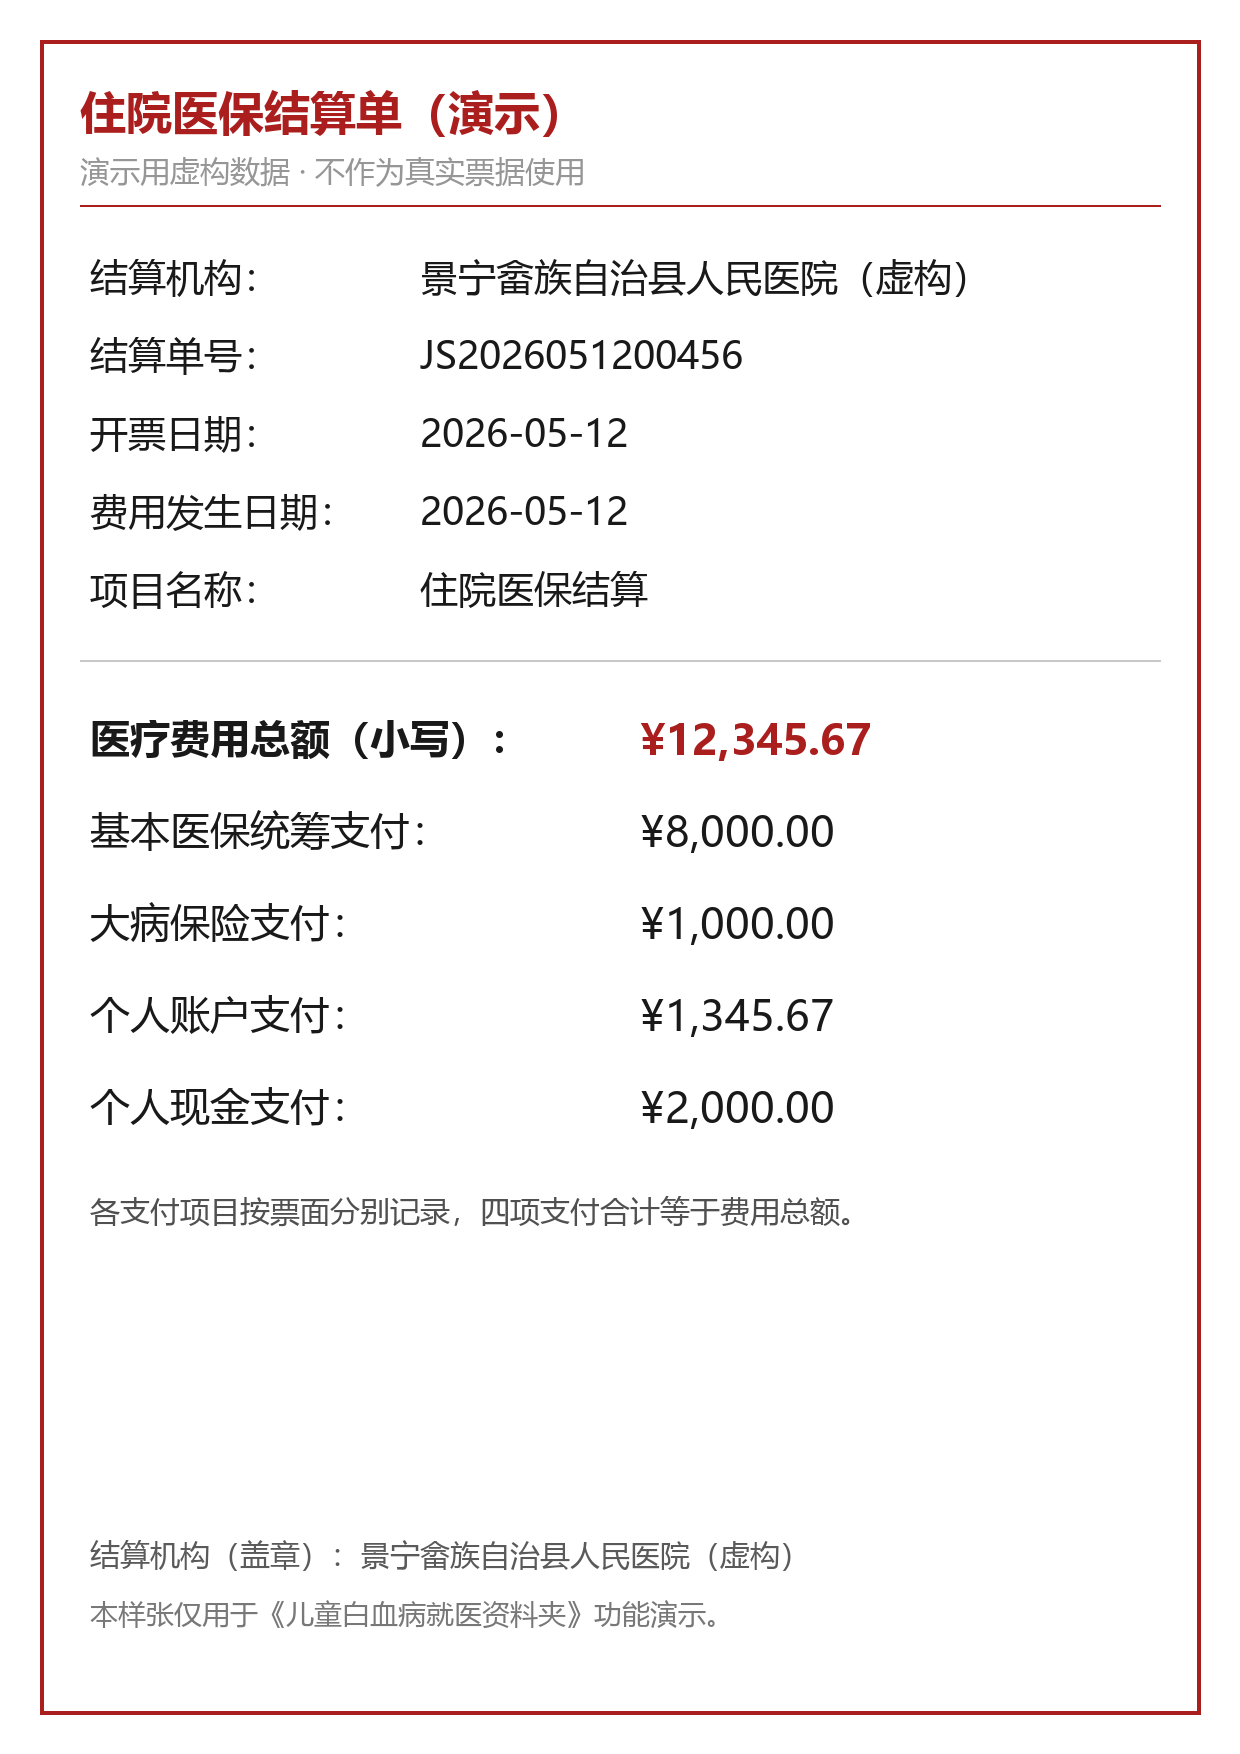 住院医保结算单（演示）
演示用虚构数据 · 不作为真实票据使用
结算机构： 景宁畲族自治县人民医院（虚构）
结算单号： JS2026051200456
开票日期： 2026-05-12
费用发生日期： 2026-05-12
项目名称： 住院医保结算
医疗费用总额（小写）： ¥12,345.67
基本医保统筹支付： ¥8,000.00
大病保险支付： ¥1,000.00
个人账户支付： ¥1,345.67
个人现金支付： ¥2,000.00
各支付项目按票面分别记录，四项支付合计等于费用总额。
结算机构（盖章）：景宁畲族自治县人民医院（虚构）
本样张仅用于《儿童白血病就医资料夹》功能演示。